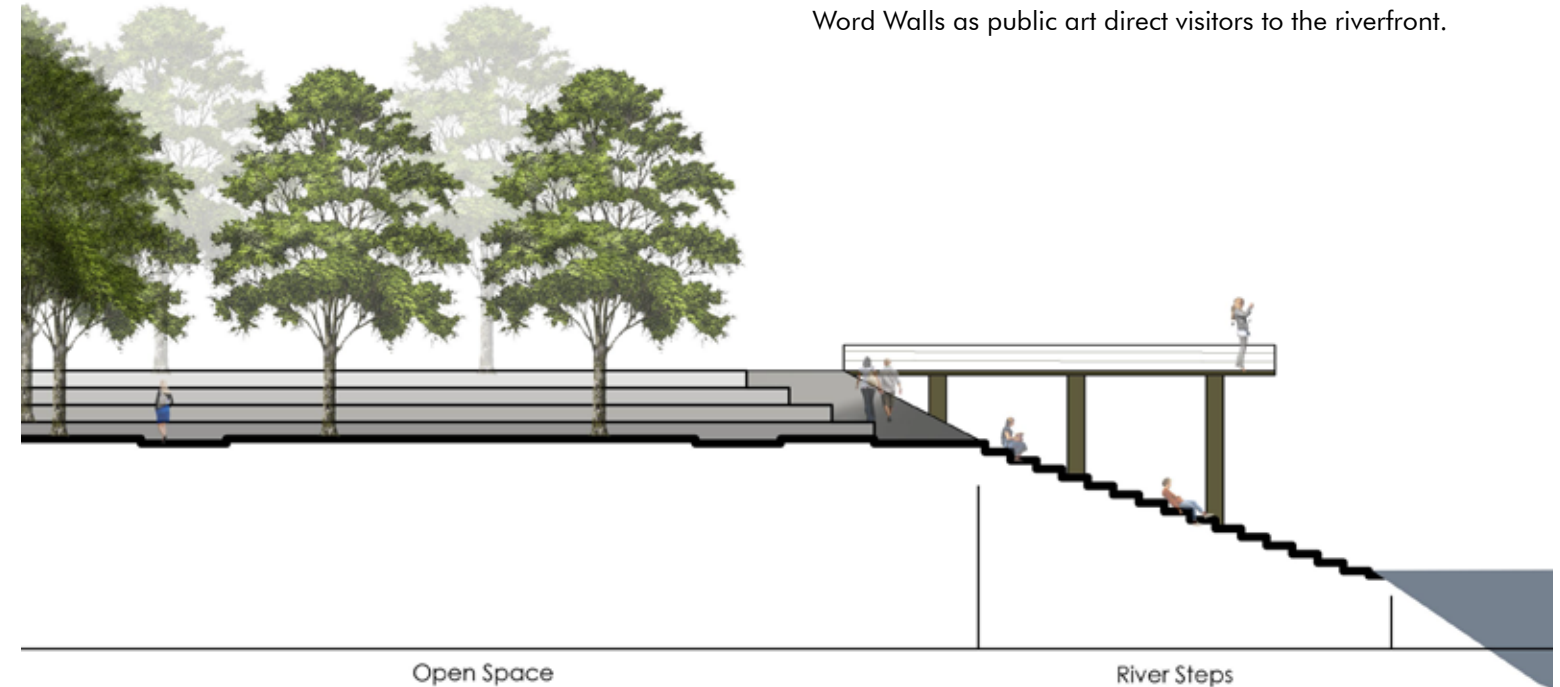 Word Walls as public art direct visitors to the riverfront.
Open Space
River Steps